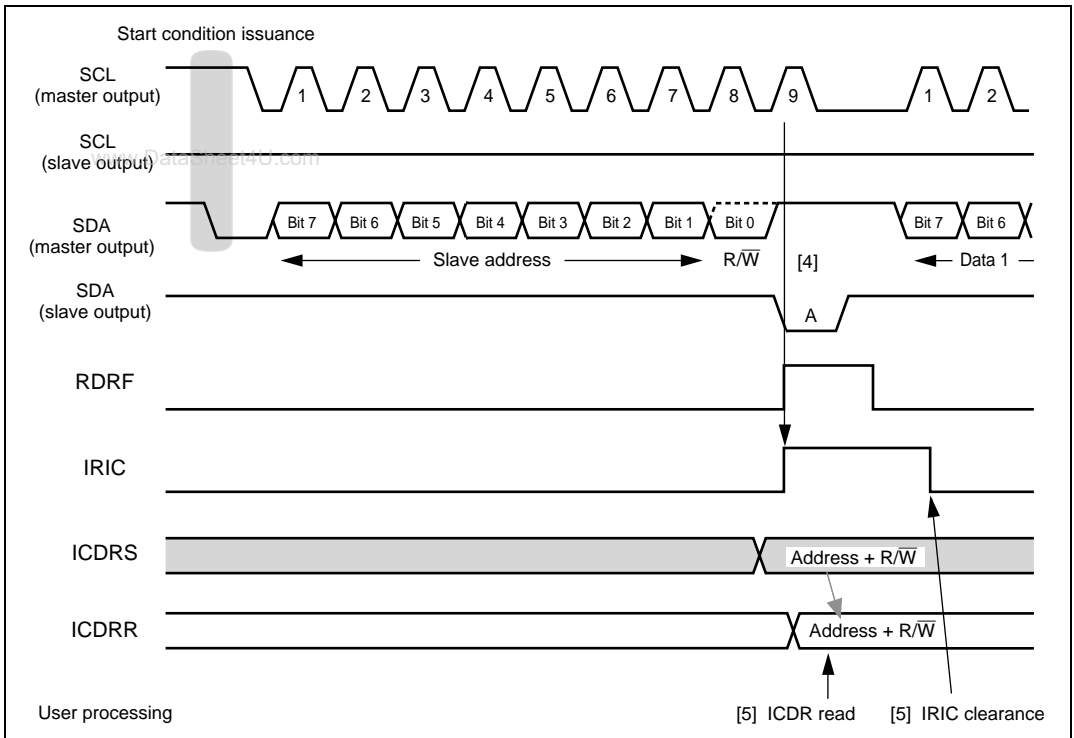 Start condition issuance
SCL
(master output)
1 2 3 4 5 6 7 8 9 1 2
SCL
(slave output)
www.DataSheet4U.com
SDA
(master output)
Bit 7 Bit 6 Bit 5 Bit 4 Bit 3 Bit 2 Bit 1 Bit 0 Bit 7 Bit 6
Slave address R/W̅ [4] Data 1
SDA
(slave output)
A
RDRF
IRIC
ICDRS
Address + R/W̅
ICDRR
Address + R/W̅
User processing
[5] ICDR read
[5] IRIC clearance